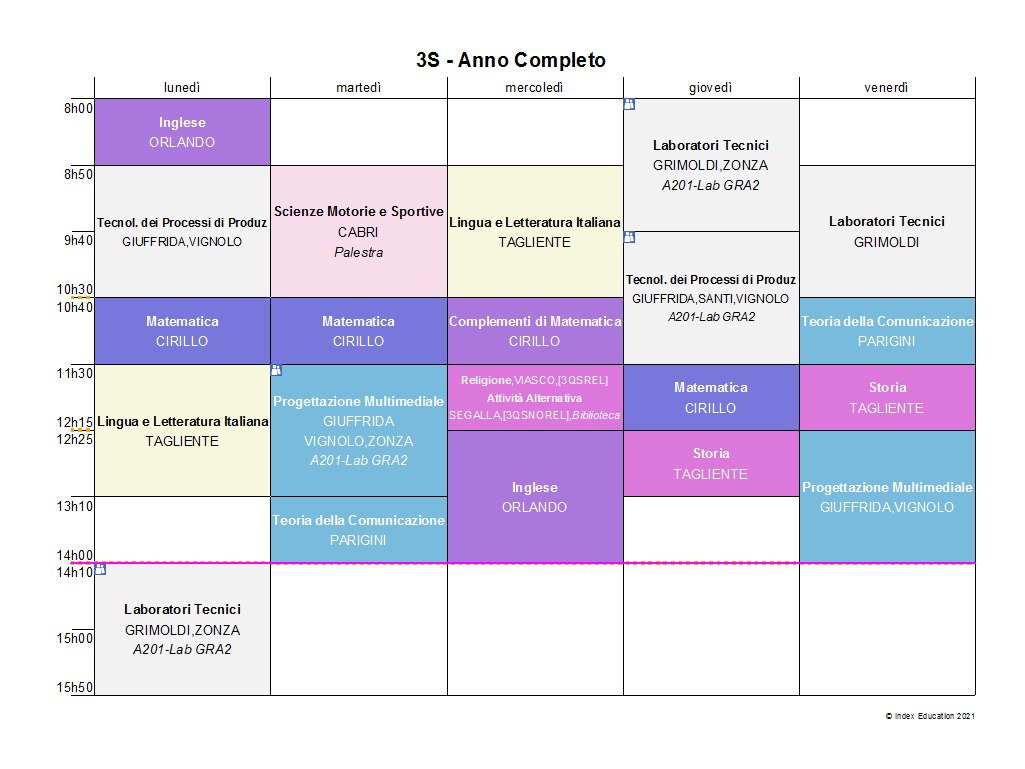 3S - Anno Completo
lunedì
martedì
mercoledì
giovedì
venerdì
8h00
8h50
9h40
10h30
10h40
11h30
12h15
12h25
13h10
14h00
14h10
15h00
15h50
Inglese
ORLANDO
Tecnol. dei Processi di Produz
GIUFFRIDA,VIGNOLO
Matematica
CIRILLO
Lingua e Letteratura Italiana
TAGLIENTE
Laboratori Tecnici
GRIMOLDI,ZONZA
A201-Lab GRA2
Scienze Motorie e Sportive
CABRI
Palestra
Matematica
CIRILLO
Progettazione Multimediale
GIUFFRIDA
VIGNOLO,ZONZA
A201-Lab GRA2
Teoria della Comunicazione
PARIGINI
Lingua e Letteratura Italiana
TAGLIENTE
Complementi di Matematica
CIRILLO
Religione,VIASCO,[3QSREL]
Attività Alternativa
SEGALLA,[3QSNOREL],Biblioteca
Inglese
ORLANDO
Laboratori Tecnici
GRIMOLDI,ZONZA
A201-Lab GRA2
Tecnol. dei Processi di Produz
GIUFFRIDA,SANTI,VIGNOLO
A201-Lab GRA2
Matematica
CIRILLO
Storia
TAGLIENTE
Laboratori Tecnici
GRIMOLDI
Teoria della Comunicazione
PARIGINI
Storia
TAGLIENTE
Progettazione Multimediale
GIUFFRIDA,VIGNOLO
© Index Education 2021